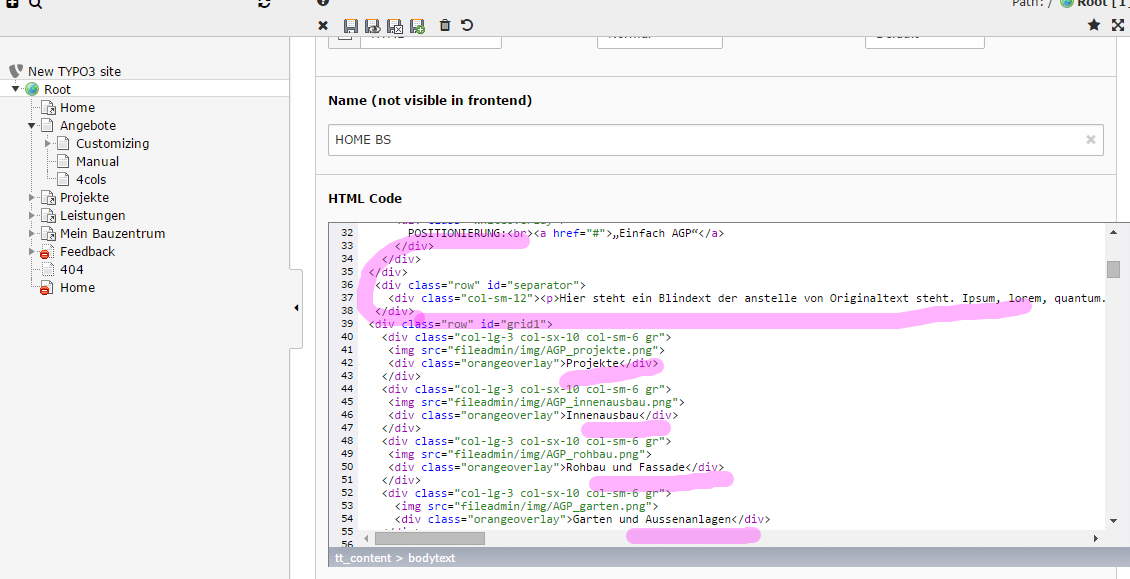 Path: / Root [1]
New TYPO3 site
Root
Home
Angebote
Customizing
Manual
4cols
Projekte
Leistungen
Mein Bauzentrum
Feedback
404
Home
Name (not visible in frontend)
HOME BS
HTML Code
32 POSITIONIERUNG:<br><a href="#">„Einfach AGP“</a>
33 </div>
34 </div>
35 </div>
36 <div class="row" id="separator">
37 <div class="col-sm-12"><p>Hier steht ein Blindext der anstelle von Originaltext steht. Ipsum, lorem, quantum.
38 </div>
39 <div class="row" id="grid1">
40 <div class="col-lg-3 col-sx-10 col-sm-6 gr">
41 <img src="fileadmin/img/AGP_projekte.png">
42 <div class="orangeoverlay">Projekte</div>
43 </div>
44 <div class="col-lg-3 col-sx-10 col-sm-6 gr">
45 <img src="fileadmin/img/AGP_innenausbau.png">
46 <div class="orangeoverlay">Innenausbau</div>
47 </div>
48 <div class="col-lg-3 col-sx-10 col-sm-6 gr">
49 <img src="fileadmin/img/AGP_rohbau.png">
50 <div class="orangeoverlay">Rohbau und Fassade</div>
51 </div>
52 <div class="col-lg-3 col-sx-10 col-sm-6 gr">
53 <img src="fileadmin/img/AGP_garten.png">
54 <div class="orangeoverlay">Garten und Aussenanlagen</div>
55
56
tt_content > bodytext